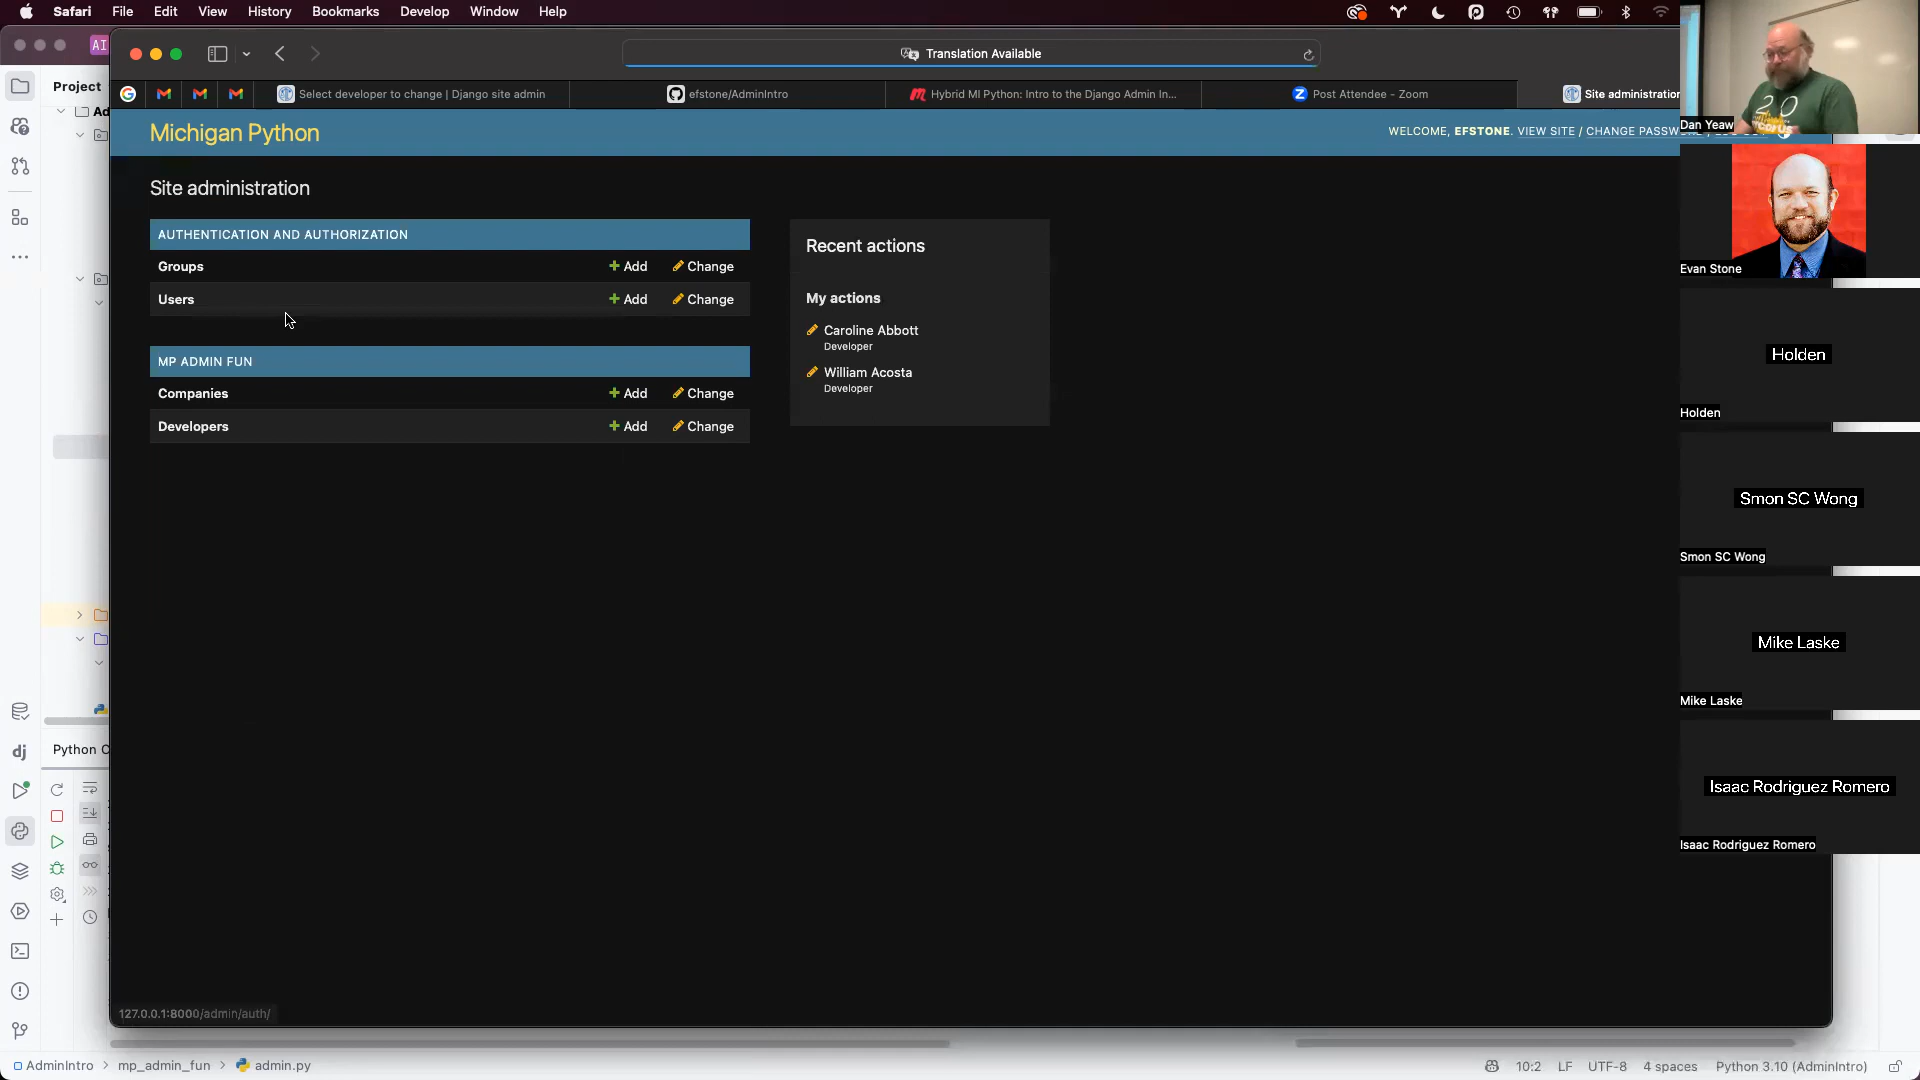 Safari File Edit View History Bookmarks Develop Window Help
AI
Translation Available
Project
Select developer to change | Django site admin
efstone/AdminIntro
Hybrid MI Python: Intro to the Django Admin In...
Post Attendee - Zoom
Site administration
Ad
Michigan Python
WELCOME, EFSTONE. VIEW SITE / CHANGE PASSW
Site administration
AUTHENTICATION AND AUTHORIZATION
Groups Add Change
Users Add Change
MP ADMIN FUN
Companies Add Change
Developers Add Change
Recent actions
My actions
Caroline Abbott
Developer
William Acosta
Developer
Dan Yeaw
Evan Stone
Holden
Holden
Smon SC Wong
Smon SC Wong
Mike Laske
Mike Laske
Isaac Rodriguez Romero
Isaac Rodriguez Romero
dj
Python C
127.0.0.1:8000/admin/auth/
AdminIntro > mp_admin_fun > admin.py
10:2 LF UTF-8 4 spaces Python 3.10 (AdminIntro)